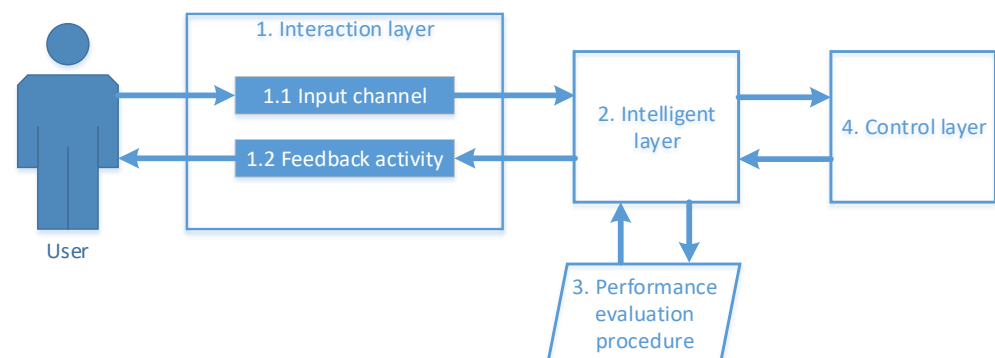 1. Interaction layer
1.1 Input channel
1.2 Feedback activity
User
2. Intelligent
layer
4. Control layer
3. Performance
evaluation
procedure